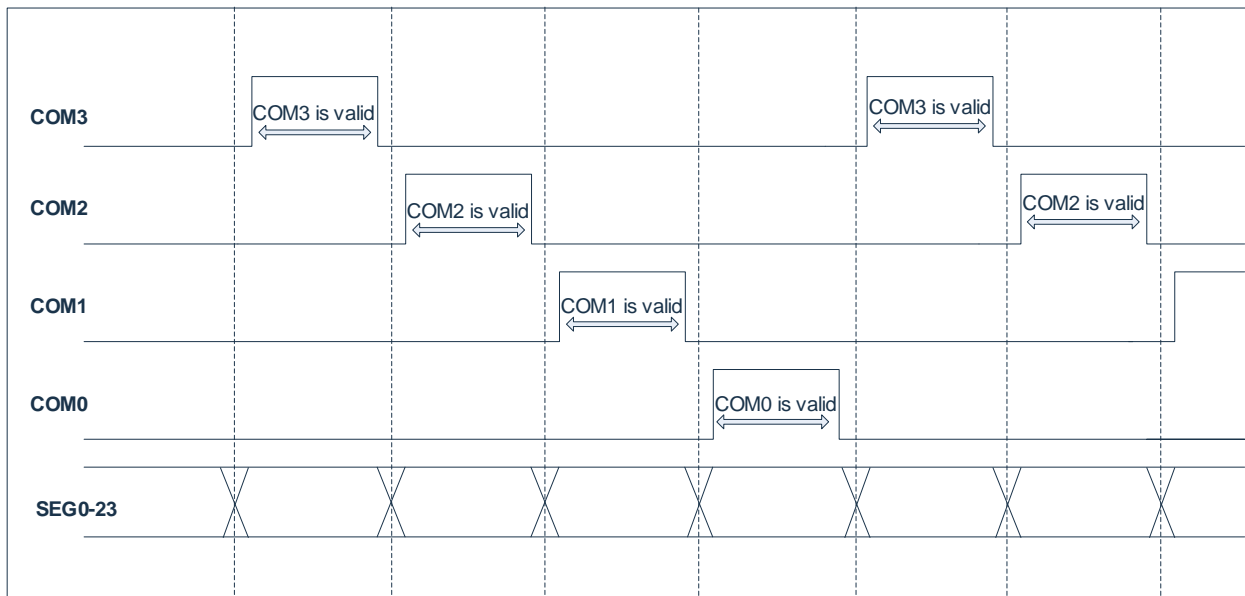 COM3
COM3 is valid
COM3 is valid
COM2
COM2 is valid
COM2 is valid
COM1
COM1 is valid
COM0
COM0 is valid
SEG0-23